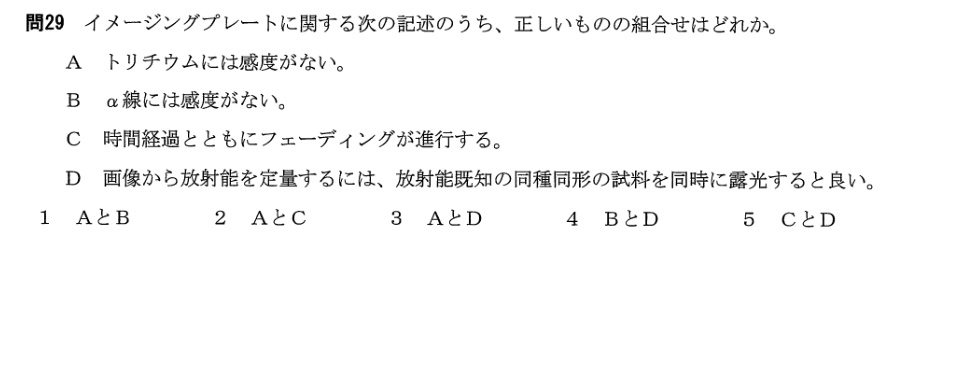 問29　イメージングプレートに関する次の記述のうち、正しいものの組合せはどれか。
A　トリチウムには感度がない。
B　α線には感度がない。
C　時間経過とともにフェーディングが進行する。
D　画像から放射能を定量するには、放射能既知の同種同形の試料を同時に露光すると良い。
1　AとB　2　AとC　3　AとD　4　BとD　5　CとD